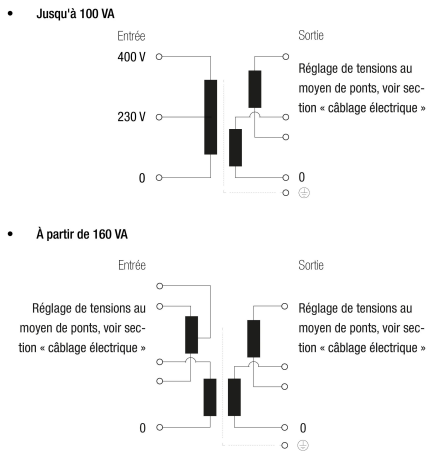 • Jusqu'à 100 VA
Entrée
Sortie
400 V
230 V
0
Réglage de tensions au
moyen de ponts, voir sec-
tion « câblage électrique »
0
• À partir de 160 VA
Entrée
Sortie
Réglage de tensions au
moyen de ponts, voir sec-
tion « câblage électrique »
0
Réglage de tensions au
moyen de ponts, voir sec-
tion « câblage électrique »
0